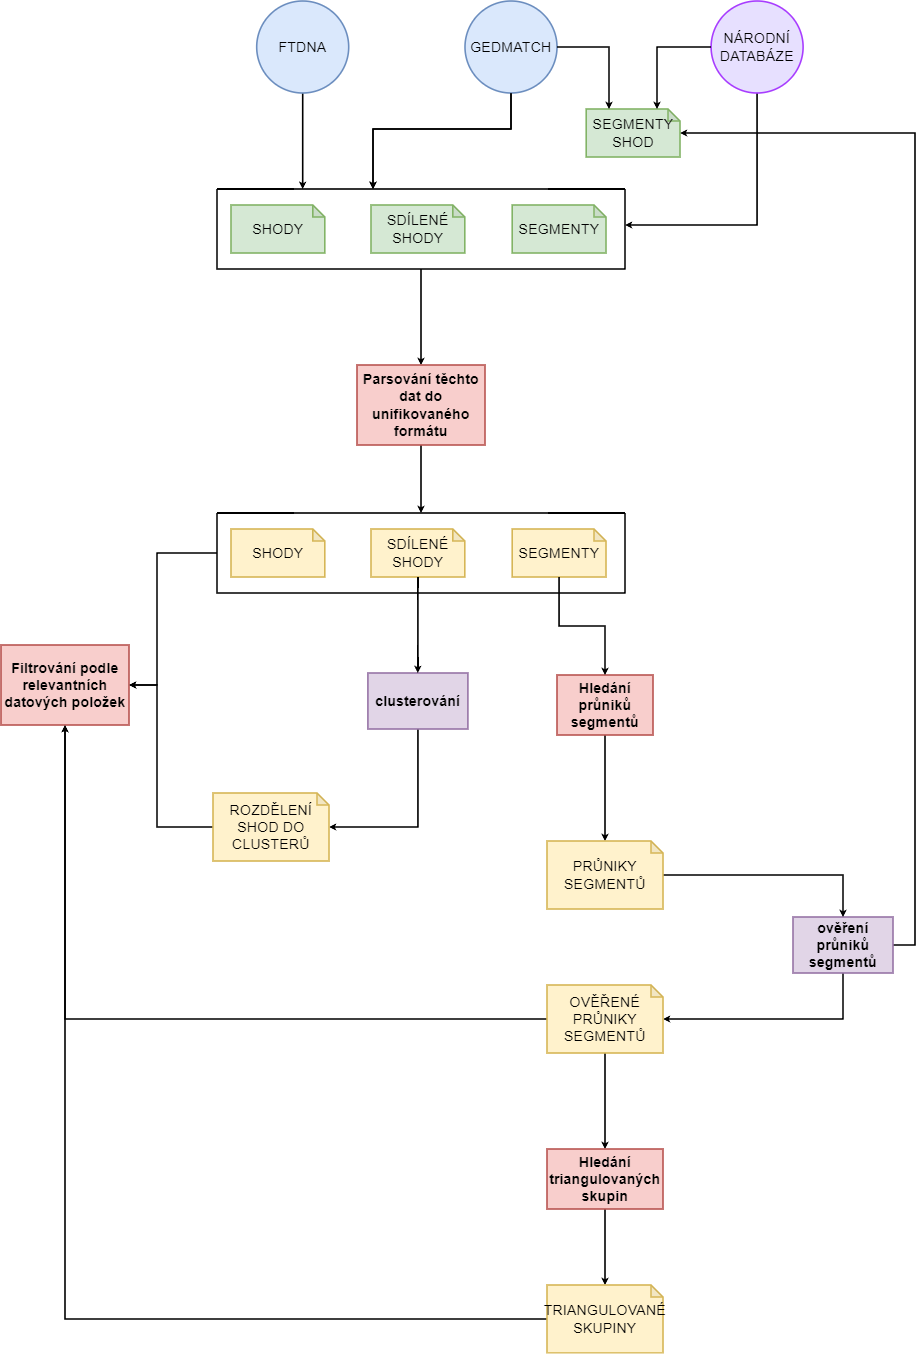 FTDNA
GEDMATCH
NÁRODNÍ
DATABÁZE
SEGMENTY
SHOD
SHODY
SDÍLENÉ
SHODY
SEGMENTY
Parsování těchto
dat do
unifikovaného
formátu
SHODY
SDÍLENÉ
SHODY
SEGMENTY
Filtrování podle
relevantních
datových položek
clusterování
Hledání
průniků
segmentů
ROZDĚLENÍ
SHOD DO
CLUSTERŮ
PRŮNIKY
SEGMENTŮ
ověření
průniků
segmentů
OVĚŘENÉ
PRŮNIKY
SEGMENTŮ
Hledání
triangulovaných
skupin
TRIANGULOVANÉ
SKUPINY